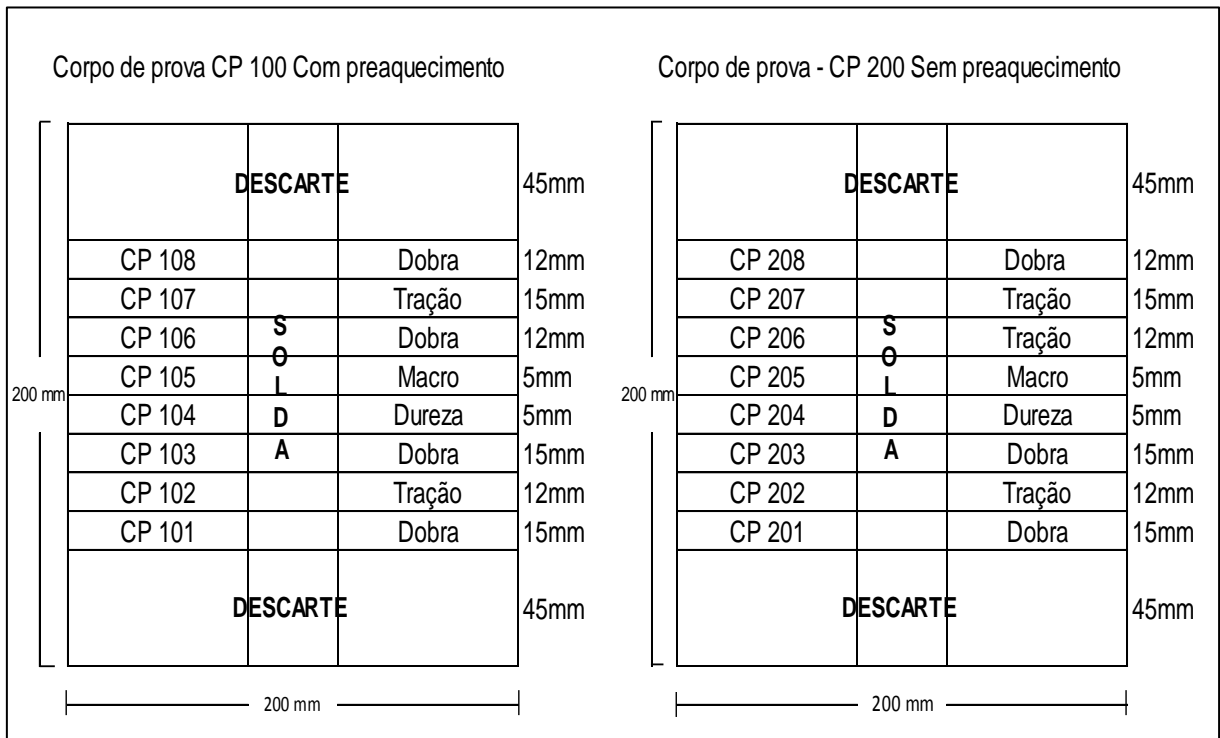 Corpo de prova CP 100 Com preaquecimento
DESCARTE 45mm
CP 108 Dobra 12mm
CP 107 Tração 15mm
CP 106 Dobra 12mm
CP 105 Macro 5mm
CP 104 Dureza 5mm
CP 103 Dobra 15mm
CP 102 Tração 12mm
CP 101 Dobra 15mm
DESCARTE 45mm
S
O
L
D
A
200 mm
200 mm
Corpo de prova - CP 200 Sem preaquecimento
DESCARTE 45mm
CP 208 Dobra 12mm
CP 207 Tração 15mm
CP 206 Tração 12mm
CP 205 Macro 5mm
CP 204 Dureza 5mm
CP 203 Dobra 15mm
CP 202 Tração 12mm
CP 201 Dobra 15mm
DESCARTE 45mm
S
O
L
D
A
200 mm
200 mm